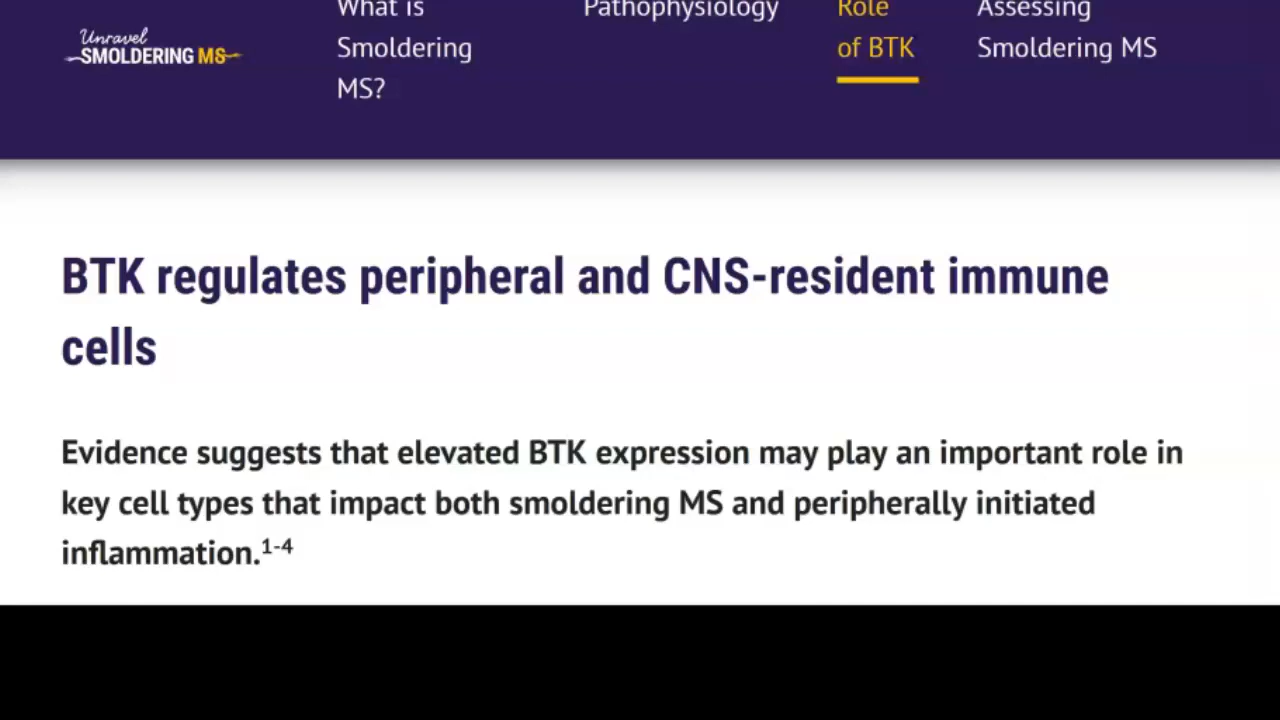 What is
Smoldering
MS?
Pathophysiology
Role
of BTK
Assessing
Smoldering MS
Unravel
SMOLDERING MS
BTK regulates peripheral and CNS-resident immune
cells
Evidence suggests that elevated BTK expression may play an important role in
key cell types that impact both smoldering MS and peripherally initiated
inflammation.1-4